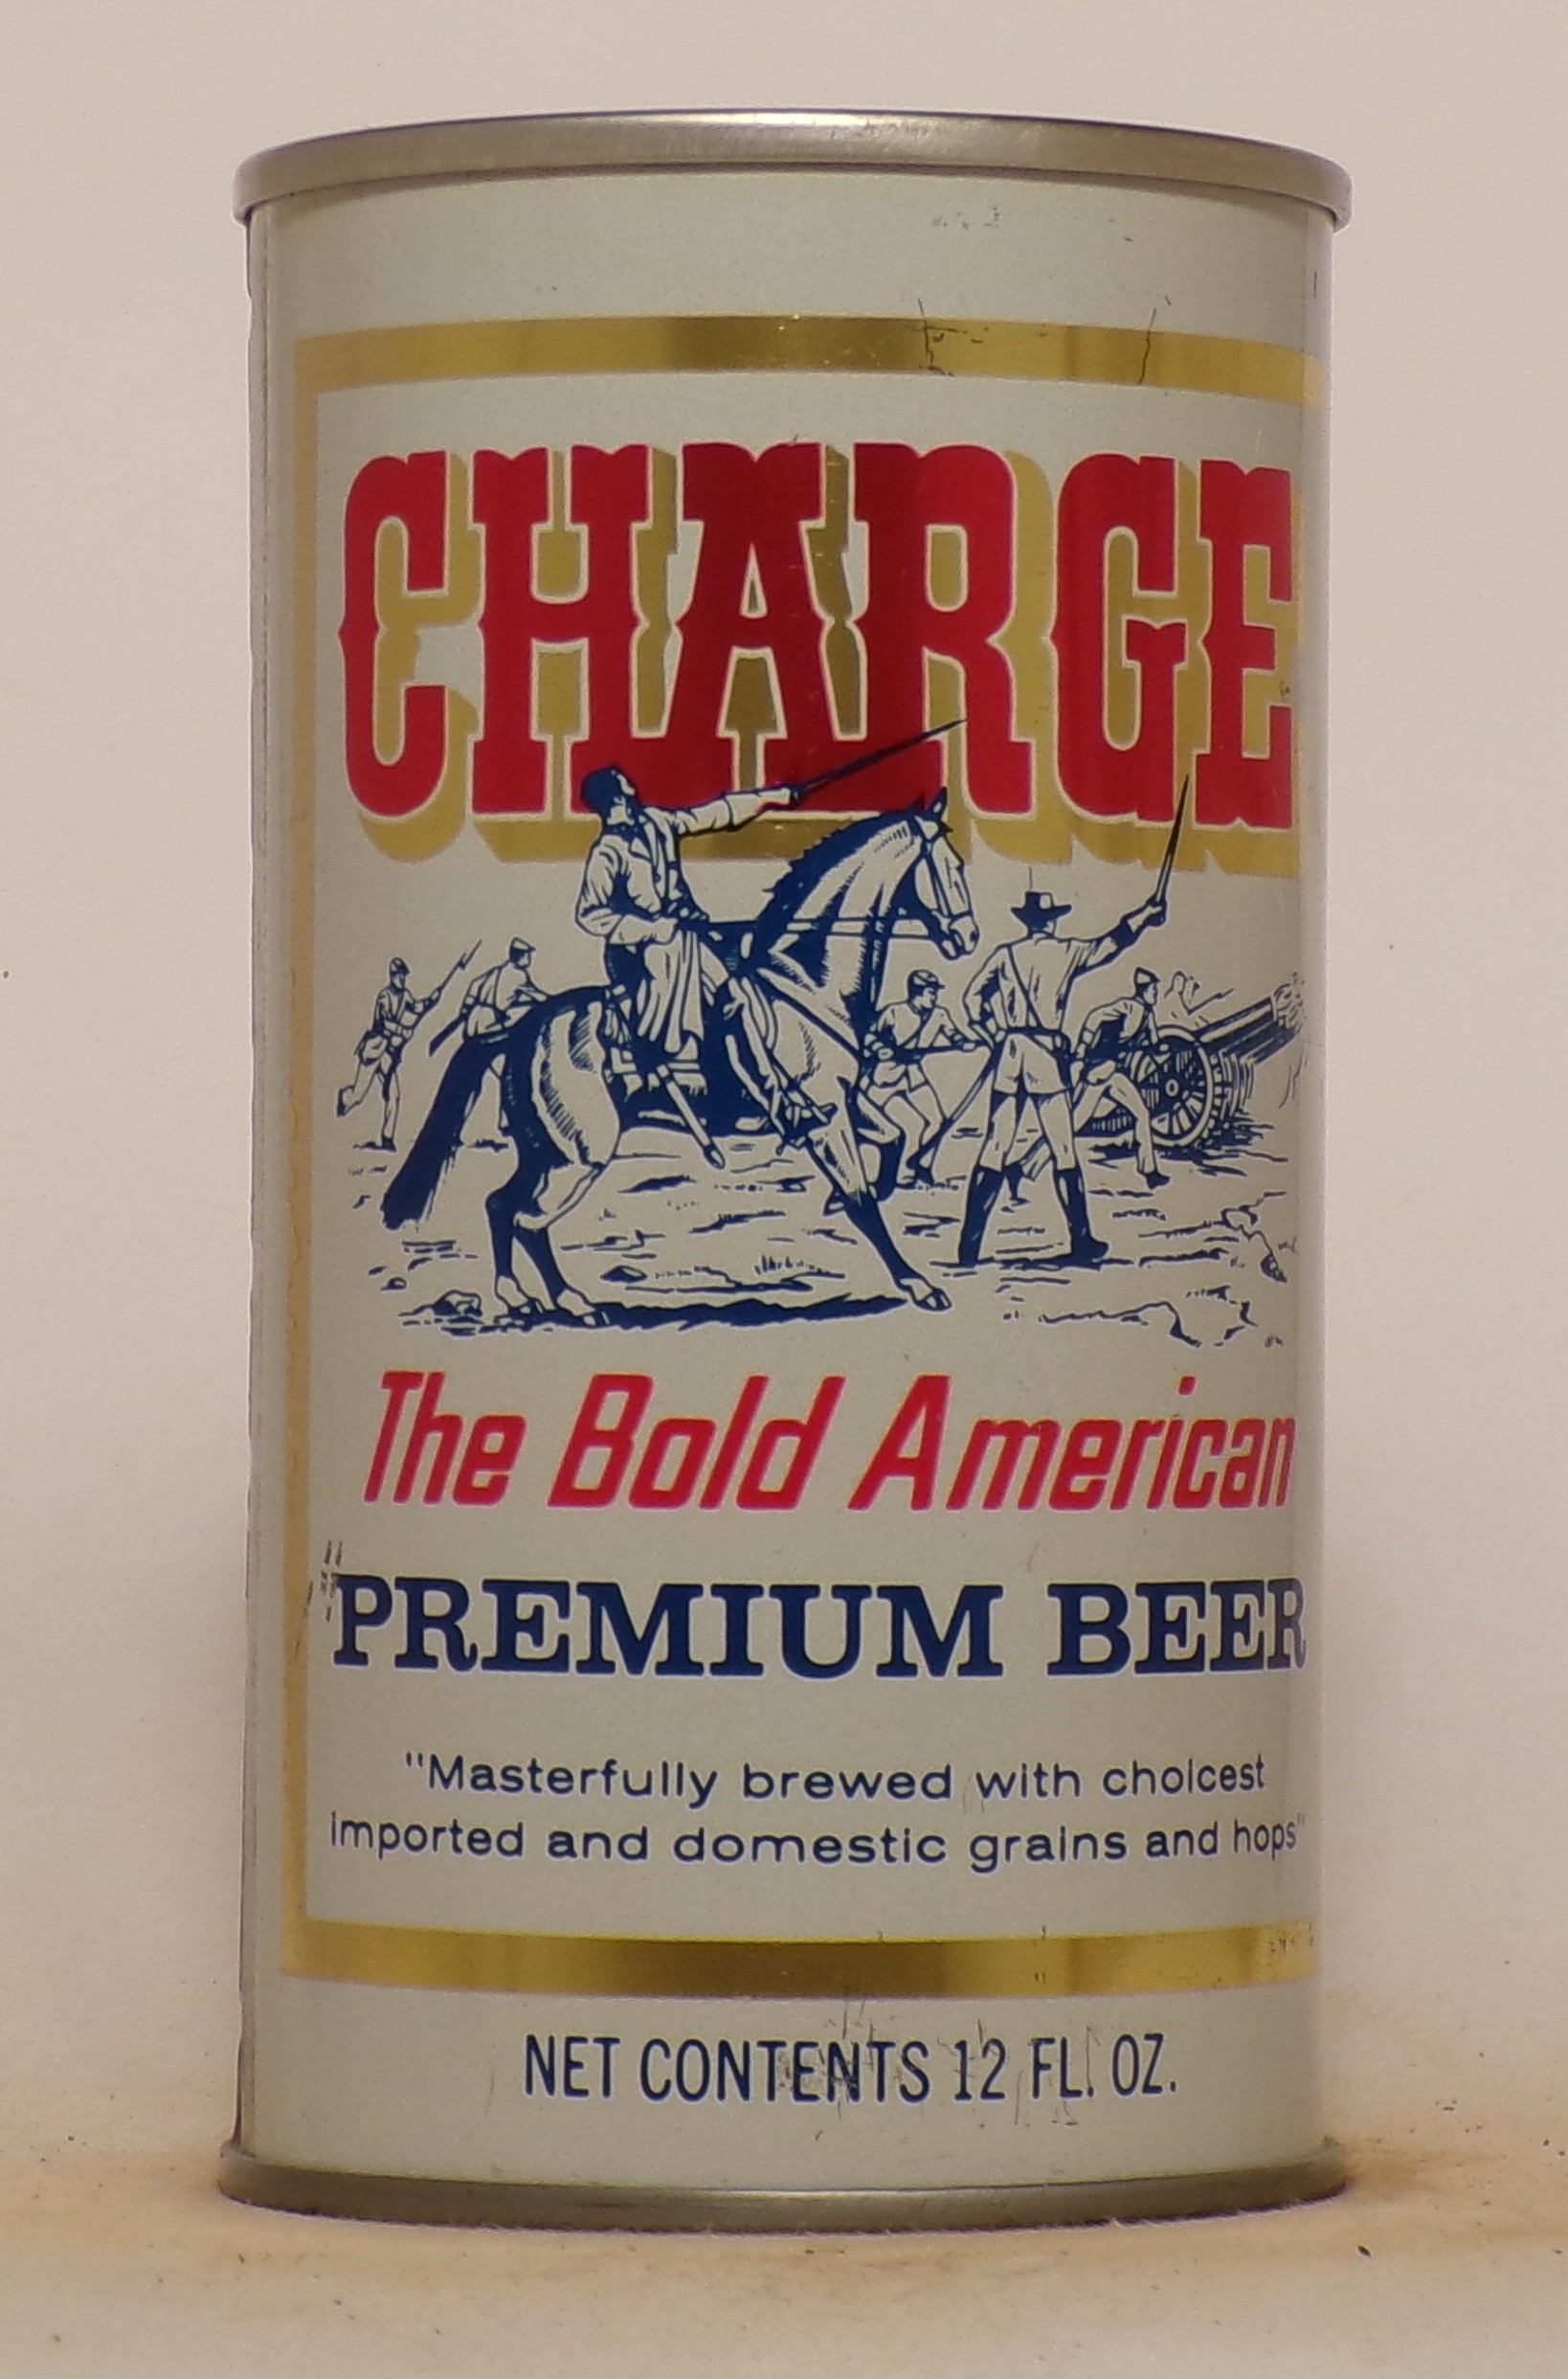 CHARGE
The Bold American
"PREMIUM BEER
"Masterfully brewed with choicest
imported and domestic grains and hops"
NET CONTENTS 12 FL. OZ.